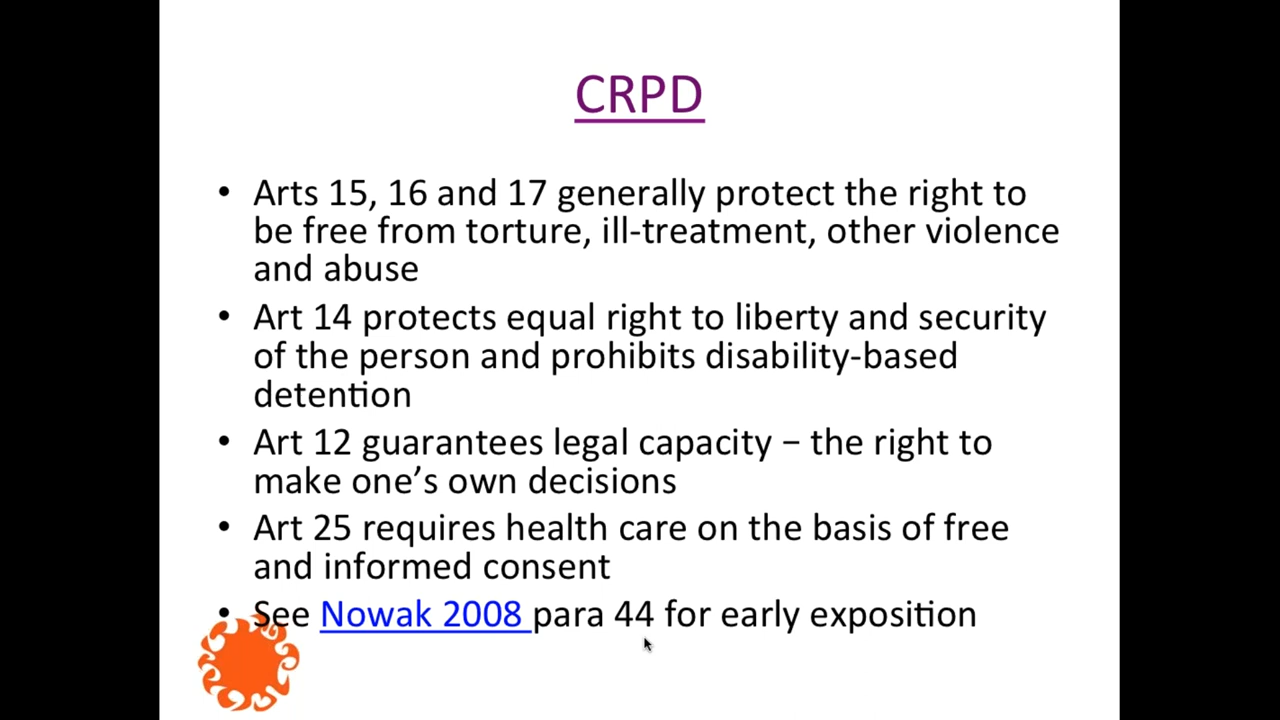 CRPD
• Arts 15, 16 and 17 generally protect the right to
be free from torture, ill-treatment, other violence
and abuse
• Art 14 protects equal right to liberty and security
of the person and prohibits disability-based
detention
• Art 12 guarantees legal capacity – the right to
make one’s own decisions
• Art 25 requires health care on the basis of free
and informed consent
• See Nowak 2008 para 44 for early exposition